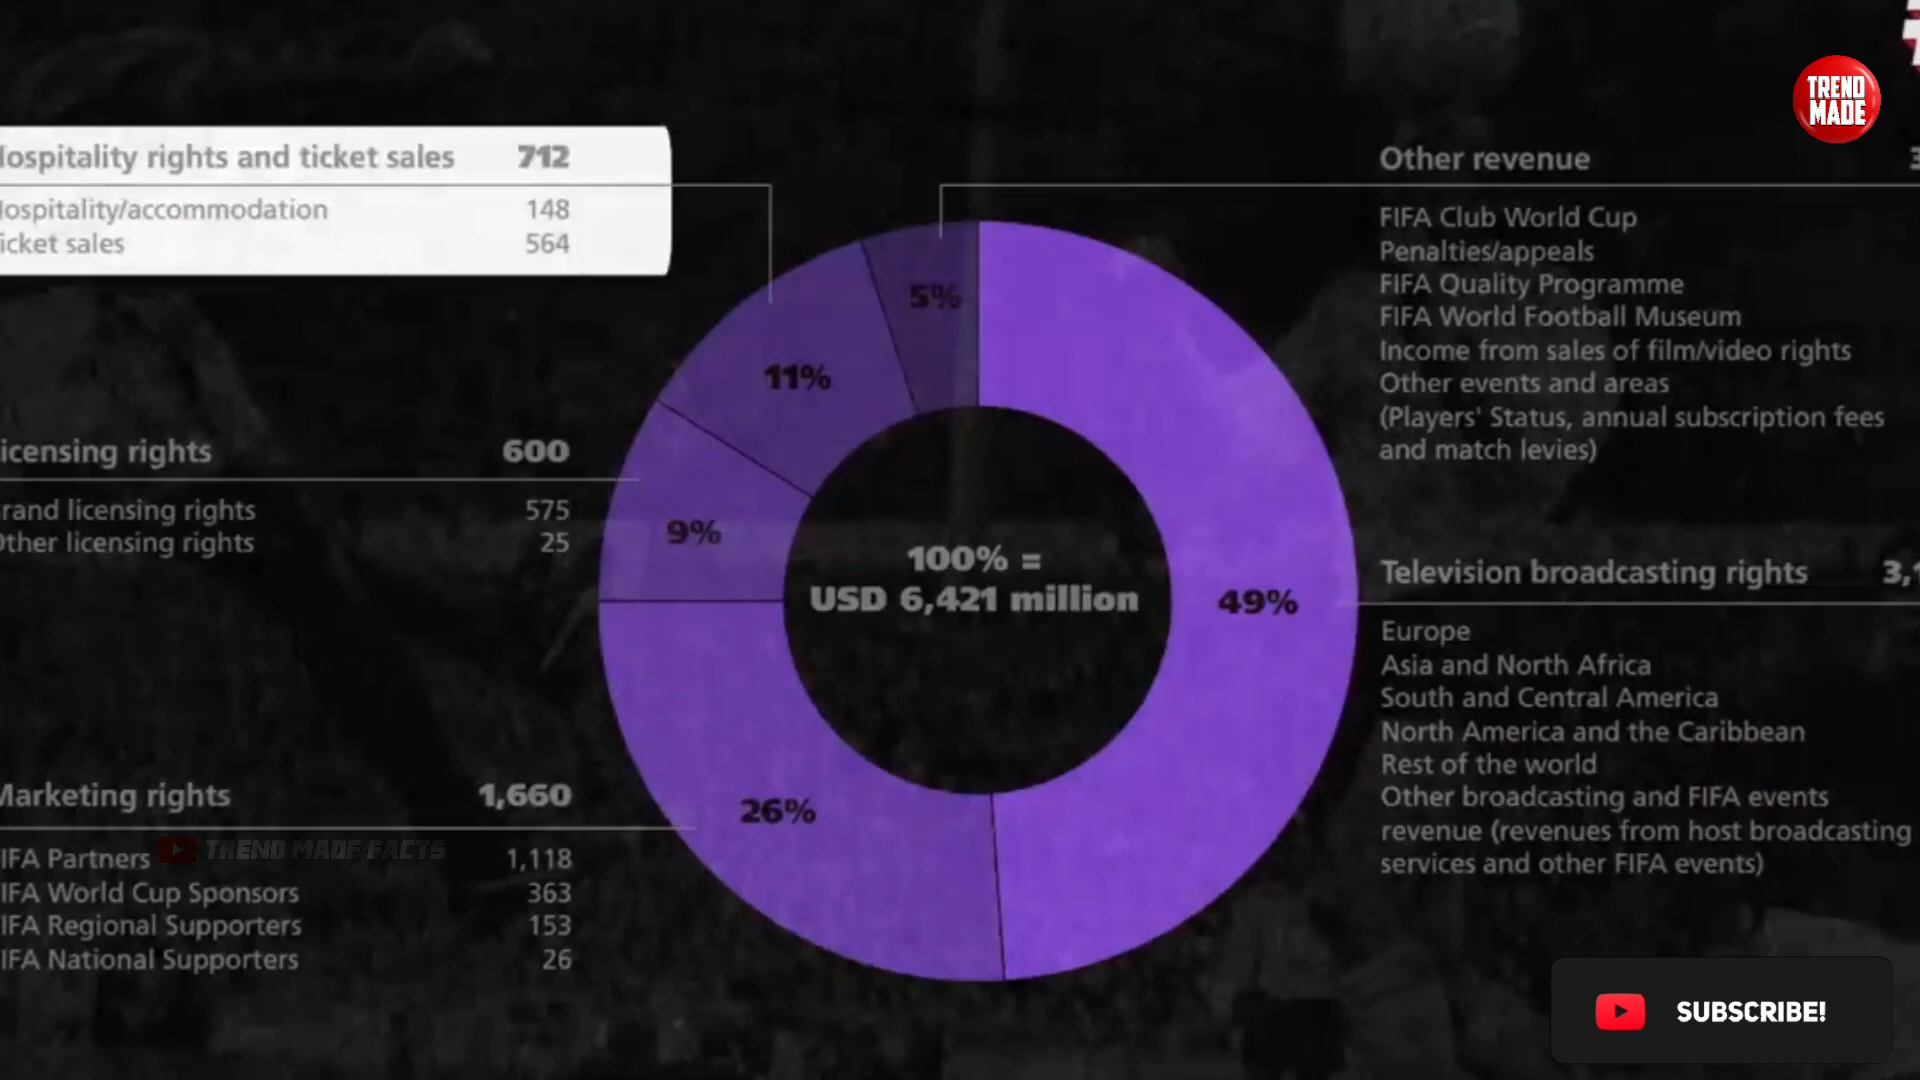 TREND
MADE
ospitality rights and ticket sales 712
ospitality/accommodation 148
icket sales 564
icensing rights 600
rand licensing rights 575
Other licensing rights 25
Marketing rights 1,660
IFA Partners 1,118
IFA World Cup Sponsors 363
IFA Regional Supporters 153
IFA National Supporters 26
TREND MADE FACTS
5%
11%
9%
26%
49%
100% =
USD 6,421 million
Other revenue 3
FIFA Club World Cup
Penalties/appeals
FIFA Quality Programme
FIFA World Football Museum
Income from sales of film/video rights
Other events and areas
(Players' Status, annual subscription fees
and match levies)
Television broadcasting rights 3,1
Europe
Asia and North Africa
South and Central America
North America and the Caribbean
Rest of the world
Other broadcasting and FIFA events
revenue (revenues from host broadcasting
services and other FIFA events)
SUBSCRIBE!